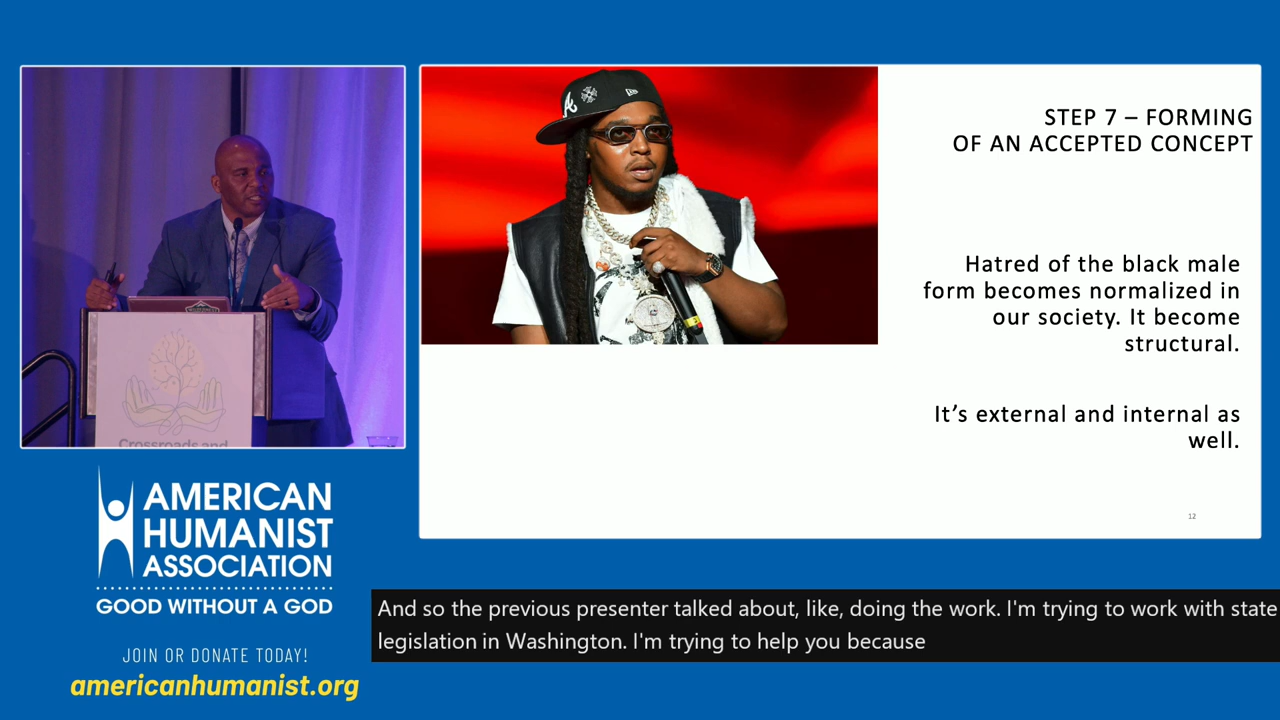 STEP 7 – FORMING
OF AN ACCEPTED CONCEPT
Hatred of the black male
form becomes normalized in
our society. It become
structural.
It’s external and internal as
well.
12
A
Crossroads and
AMERICAN
HUMANIST
ASSOCIATION
GOOD WITHOUT A GOD
JOIN OR DONATE TODAY!
americanhumanist.org
And so the previous presenter talked about, like, doing the work. I'm trying to work with state
legislation in Washington. I'm trying to help you because